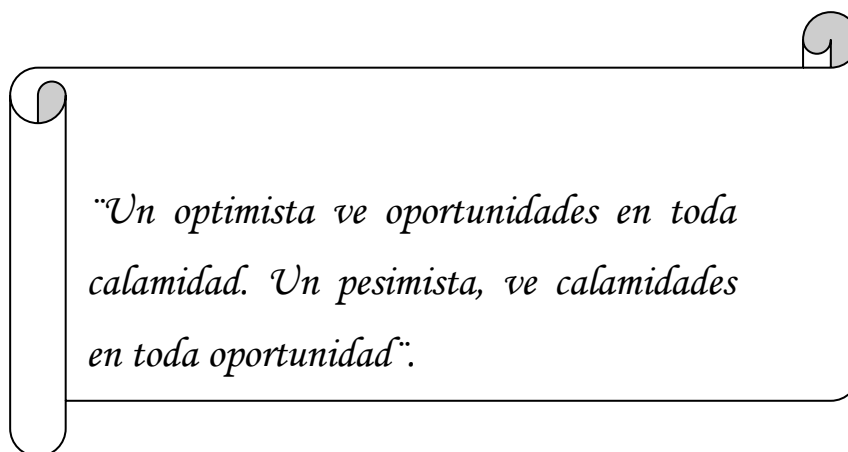 ¨Un optimista ve oportunidades en toda
calamidad. Un pesimista, ve calamidades
en toda oportunidad¨.